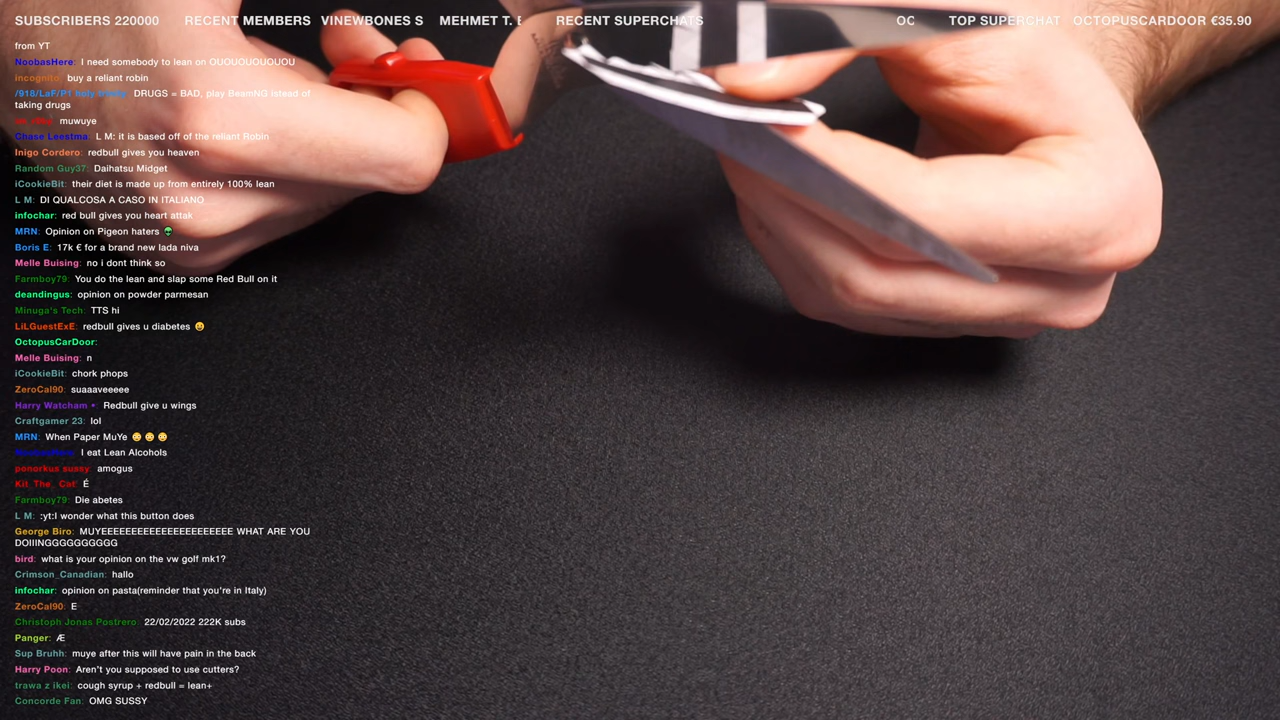 SUBSCRIBERS 220000 RECENT MEMBERS VINEWBONES S MEHMET T. RECENT SUPERCHATS OC TOP SUPERCHAT OCTOPUSCARDOOR €35.90
from YT
NoobasHere: I need somebody to lean on OUOUOUOUOUOU
incognito: buy a reliant robin
DRUGS = BAD, play BeamNG istead of
taking drugs
muwuye
Chase Leestma: L M: it is based off of the reliant Robin
Inigo Cordero: redbull gives you heaven
Random Guy37: Daihatsu Midget
iCookieBit: their diet is made up from entirely 100% lean
L M: DI QUALCOSA A CASO IN ITALIANO
infochar: red bull gives you heart attak
MRN: Opinion on Pigeon haters 👽
Boris E: 17k € for a brand new lada niva
Melle Buising: no i dont think so
Farmboy79: You do the lean and slap some Red Bull on it
deandingus: opinion on powder parmesan
Minuga's Tech: TTS hi
LiLGuestExE: redbull gives u diabetes 😀
OctopusCarDoor:
Melle Buising: n
iCookieBit: chork phops
ZeroCal90: suaaaveeeee
Harry Watcham •: Redbull give u wings
Craftgamer 23: lol
MRN: When Paper MuYe 😳😳😳
I eat Lean Alcohols
ponorkus sussy: amogus
Kit_The_Cat: É
Farmboy79: Die abetes
L M: :yt:I wonder what this button does
George Biro: MUYEEEEEEEEEEEEEEEEEEEEEE WHAT ARE YOU
DOIIINGGGGGGGGGG
bird: what is your opinion on the vw golf mk1?
Crimson_Canadian: hallo
infochar: opinion on pasta(reminder that you're in Italy)
ZeroCal90: E
Christoph Jonas Postrero: 22/02/2022 222K subs
Panger: Æ
Sup Bruhh: muye after this will have pain in the back
Harry Poon: Aren't you supposed to use cutters?
trawa z ikei: cough syrup + redbull = lean+
Concorde Fan: OMG SUSSY